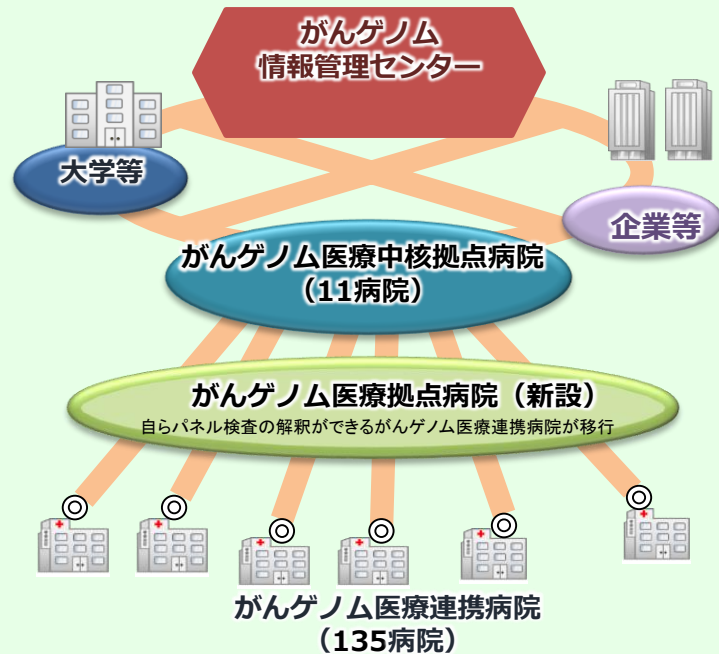 がんゲノム
情報管理センター
大学等
企業等
がんゲノム医療中核拠点病院
（11病院）
がんゲノム医療拠点病院（新設）
自らパネル検査の解釈ができるがんゲノム医療連携病院が移行
◎ ◎ ◎ ◎ ◎ ◎
がんゲノム医療連携病院
（135病院）